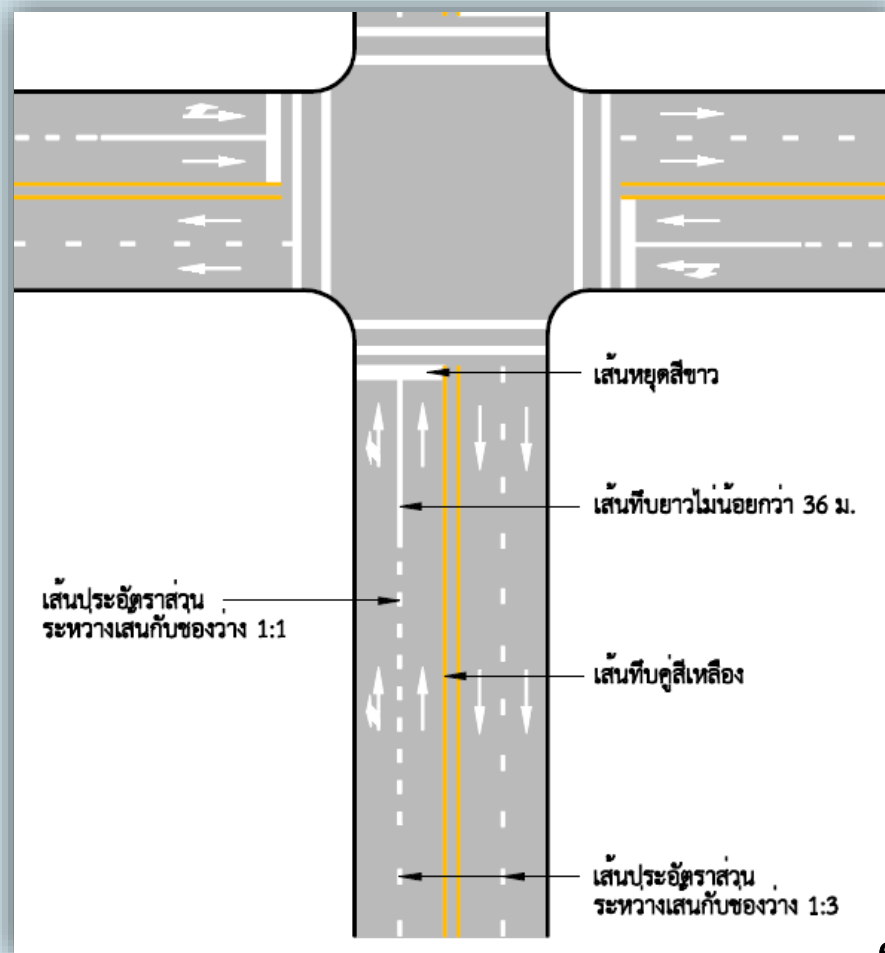 เส้นหยุดสีขาว
เส้นทึบยาวไม่น้อยกว่า 36 ม.
เส้นประอัตราส่วน
ระหว่างเส้นกับช่องว่าง 1:1
เส้นทึบคู่สีเหลือง
เส้นประอัตราส่วน
ระหว่างเส้นกับช่องว่าง 1:3